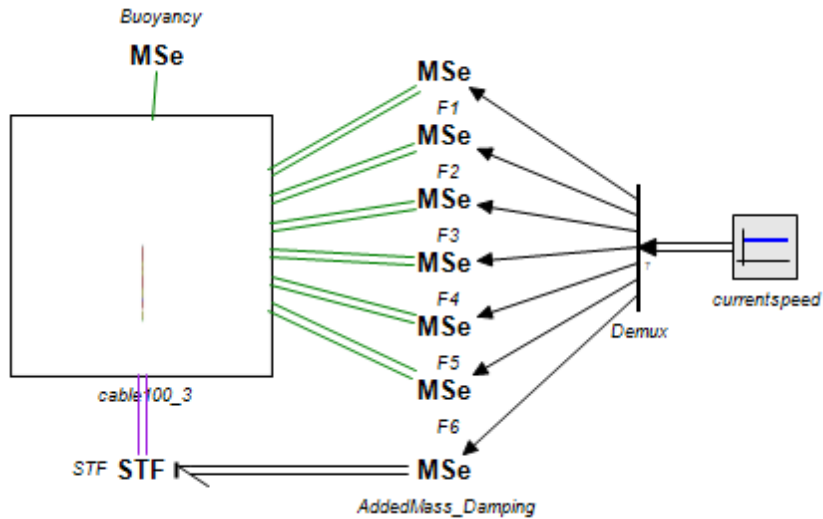 Buoyancy
MSe
MSe
F1
MSe
F2
MSe
F3
MSe
F4
MSe
F5
MSe
F6
MSe
AddedMass_Damping
cable100_3
STF STF
T
Demux
currentspeed